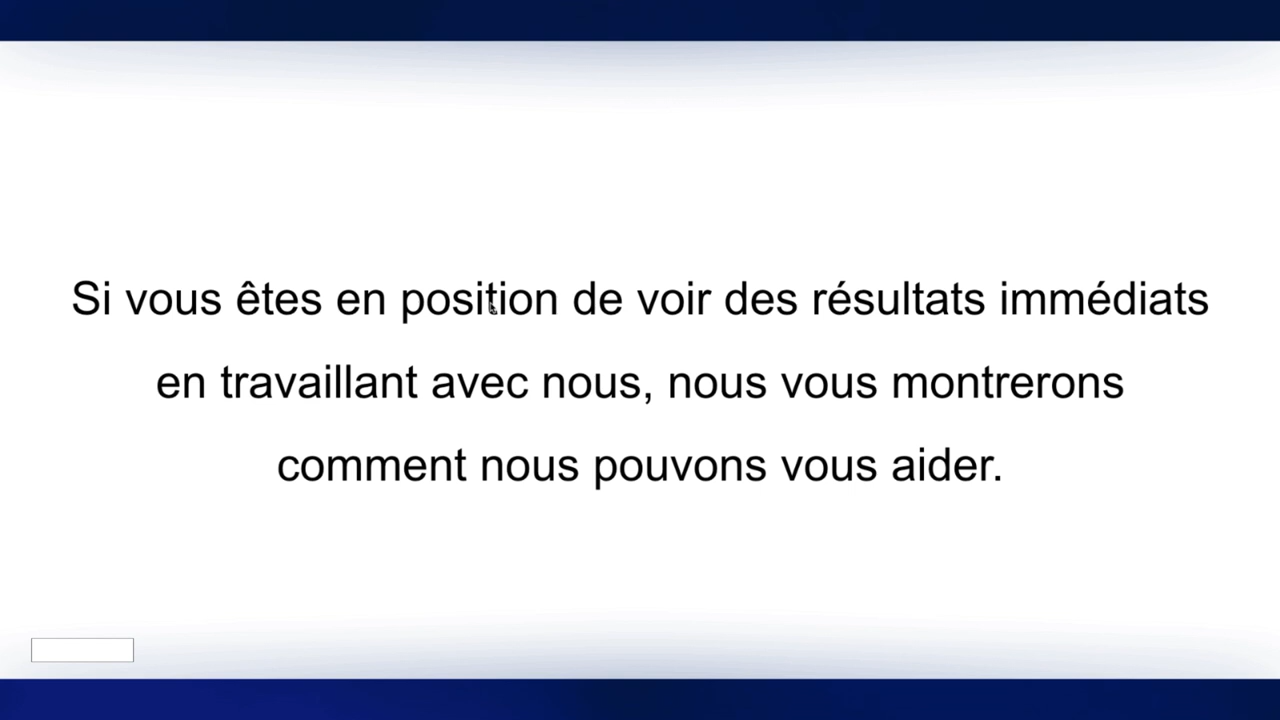 Si vous êtes en position de voir des résultats immédiats
en travaillant avec nous, nous vous montrerons
comment nous pouvons vous aider.